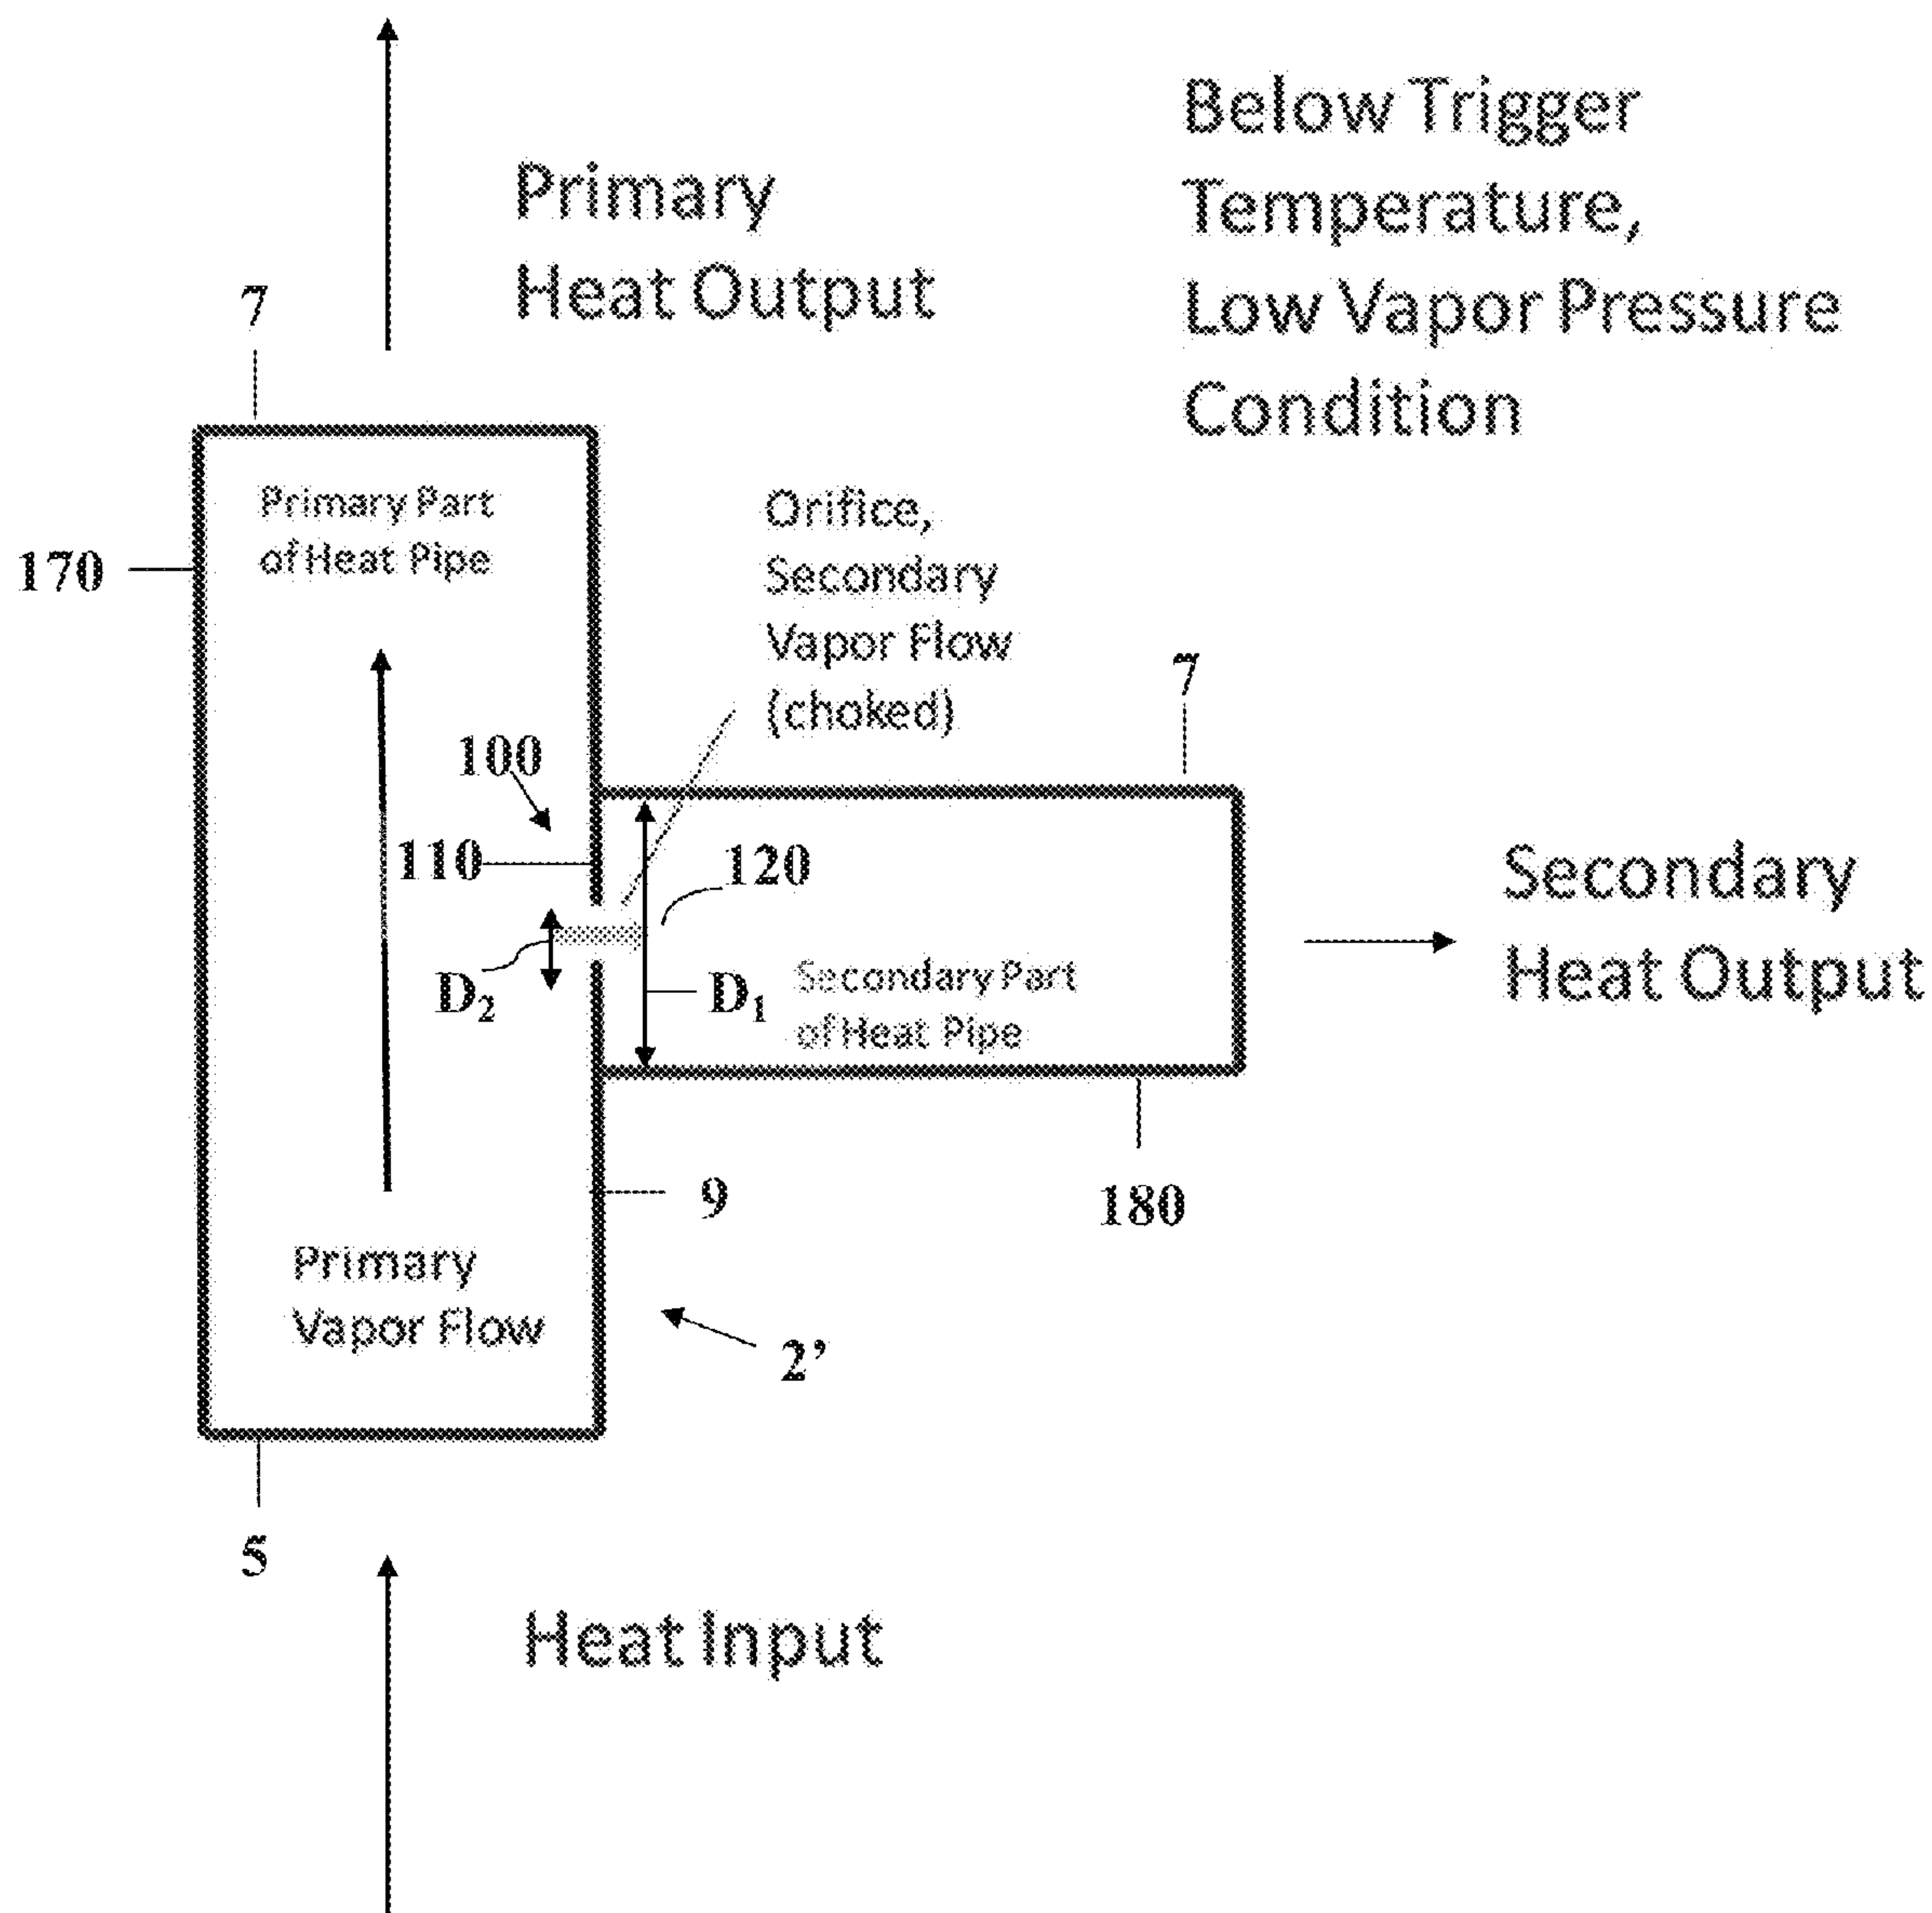 Below Trigger
Temperature,
Low Vapor Pressure
Condition
Primary
Heat Output
7
Primary Part
of Heat Pipe
170
Orifice,
Secondary
Vapor Flow
(choked)
7
100
110
120
D₂
D₁
Secondary Part
of Heat Pipe
Secondary
Heat Output
180
9
Primary
Vapor Flow
2’
5
Heat Input